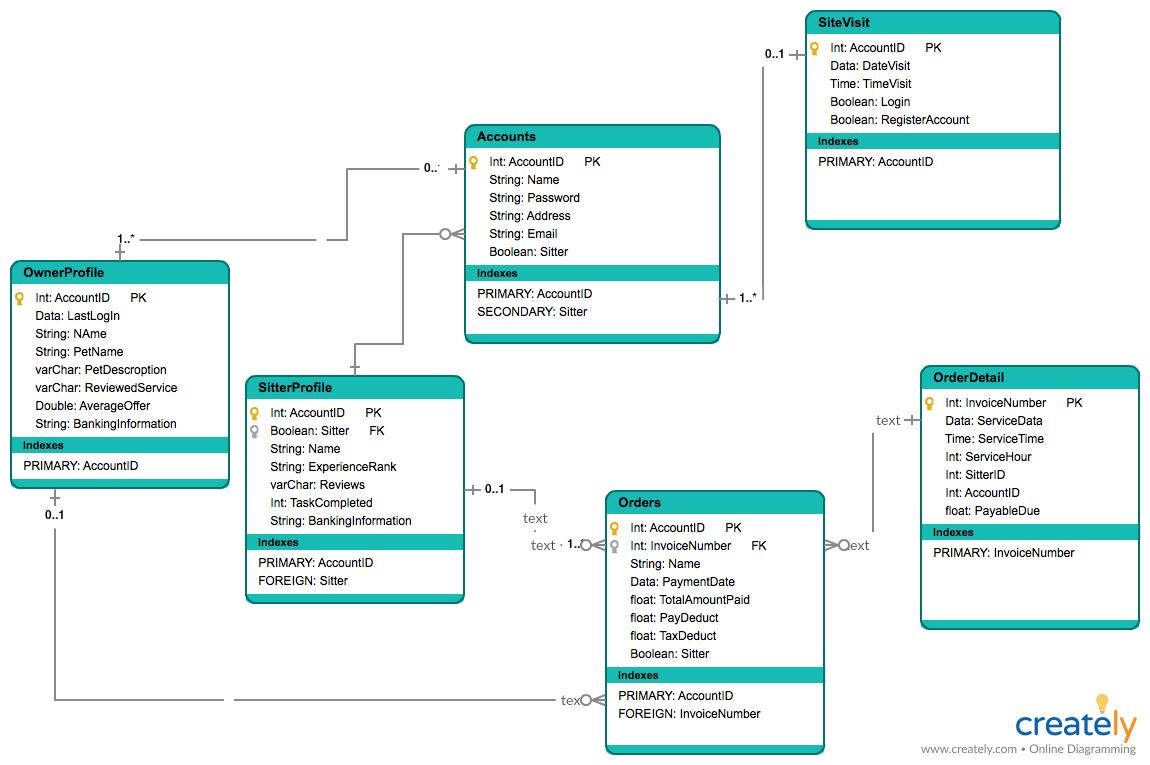 SiteVisit
Int: AccountID PK
Data: DateVisit
Time: TimeVisit
Boolean: Login
Boolean: RegisterAccount
Indexes
PRIMARY: AccountID
0..1
Accounts
Int: AccountID PK
String: Name
String: Password
String: Address
String: Email
Boolean: Sitter
Indexes
PRIMARY: AccountID
SECONDARY: Sitter
0..
1..*
1..*
OwnerProfile
Int: AccountID PK
Data: LastLogIn
String: NAme
String: PetName
varChar: PetDescroption
varChar: ReviewedService
Double: AverageOffer
String: BankingInformation
Indexes
PRIMARY: AccountID
0..1
SitterProfile
Int: AccountID PK
Boolean: Sitter FK
String: Name
String: ExperienceRank
varChar: Reviews
Int: TaskCompleted
String: BankingInformation
Indexes
PRIMARY: AccountID
FOREIGN: Sitter
0..1
text
text
1..
Orders
Int: AccountID PK
Int: InvoiceNumber FK
String: Name
Data: PaymentDate
float: TotalAmountPaid
float: PayDeduct
float: TaxDeduct
Boolean: Sitter
Indexes
PRIMARY: AccountID
FOREIGN: InvoiceNumber
text
OrderDetail
Int: InvoiceNumber PK
Data: ServiceData
Time: ServiceTime
Int: ServiceHour
Int: SitterID
Int: AccountID
float: PayableDue
Indexes
PRIMARY: InvoiceNumber
creately
www.creately.com • Online Diagramming